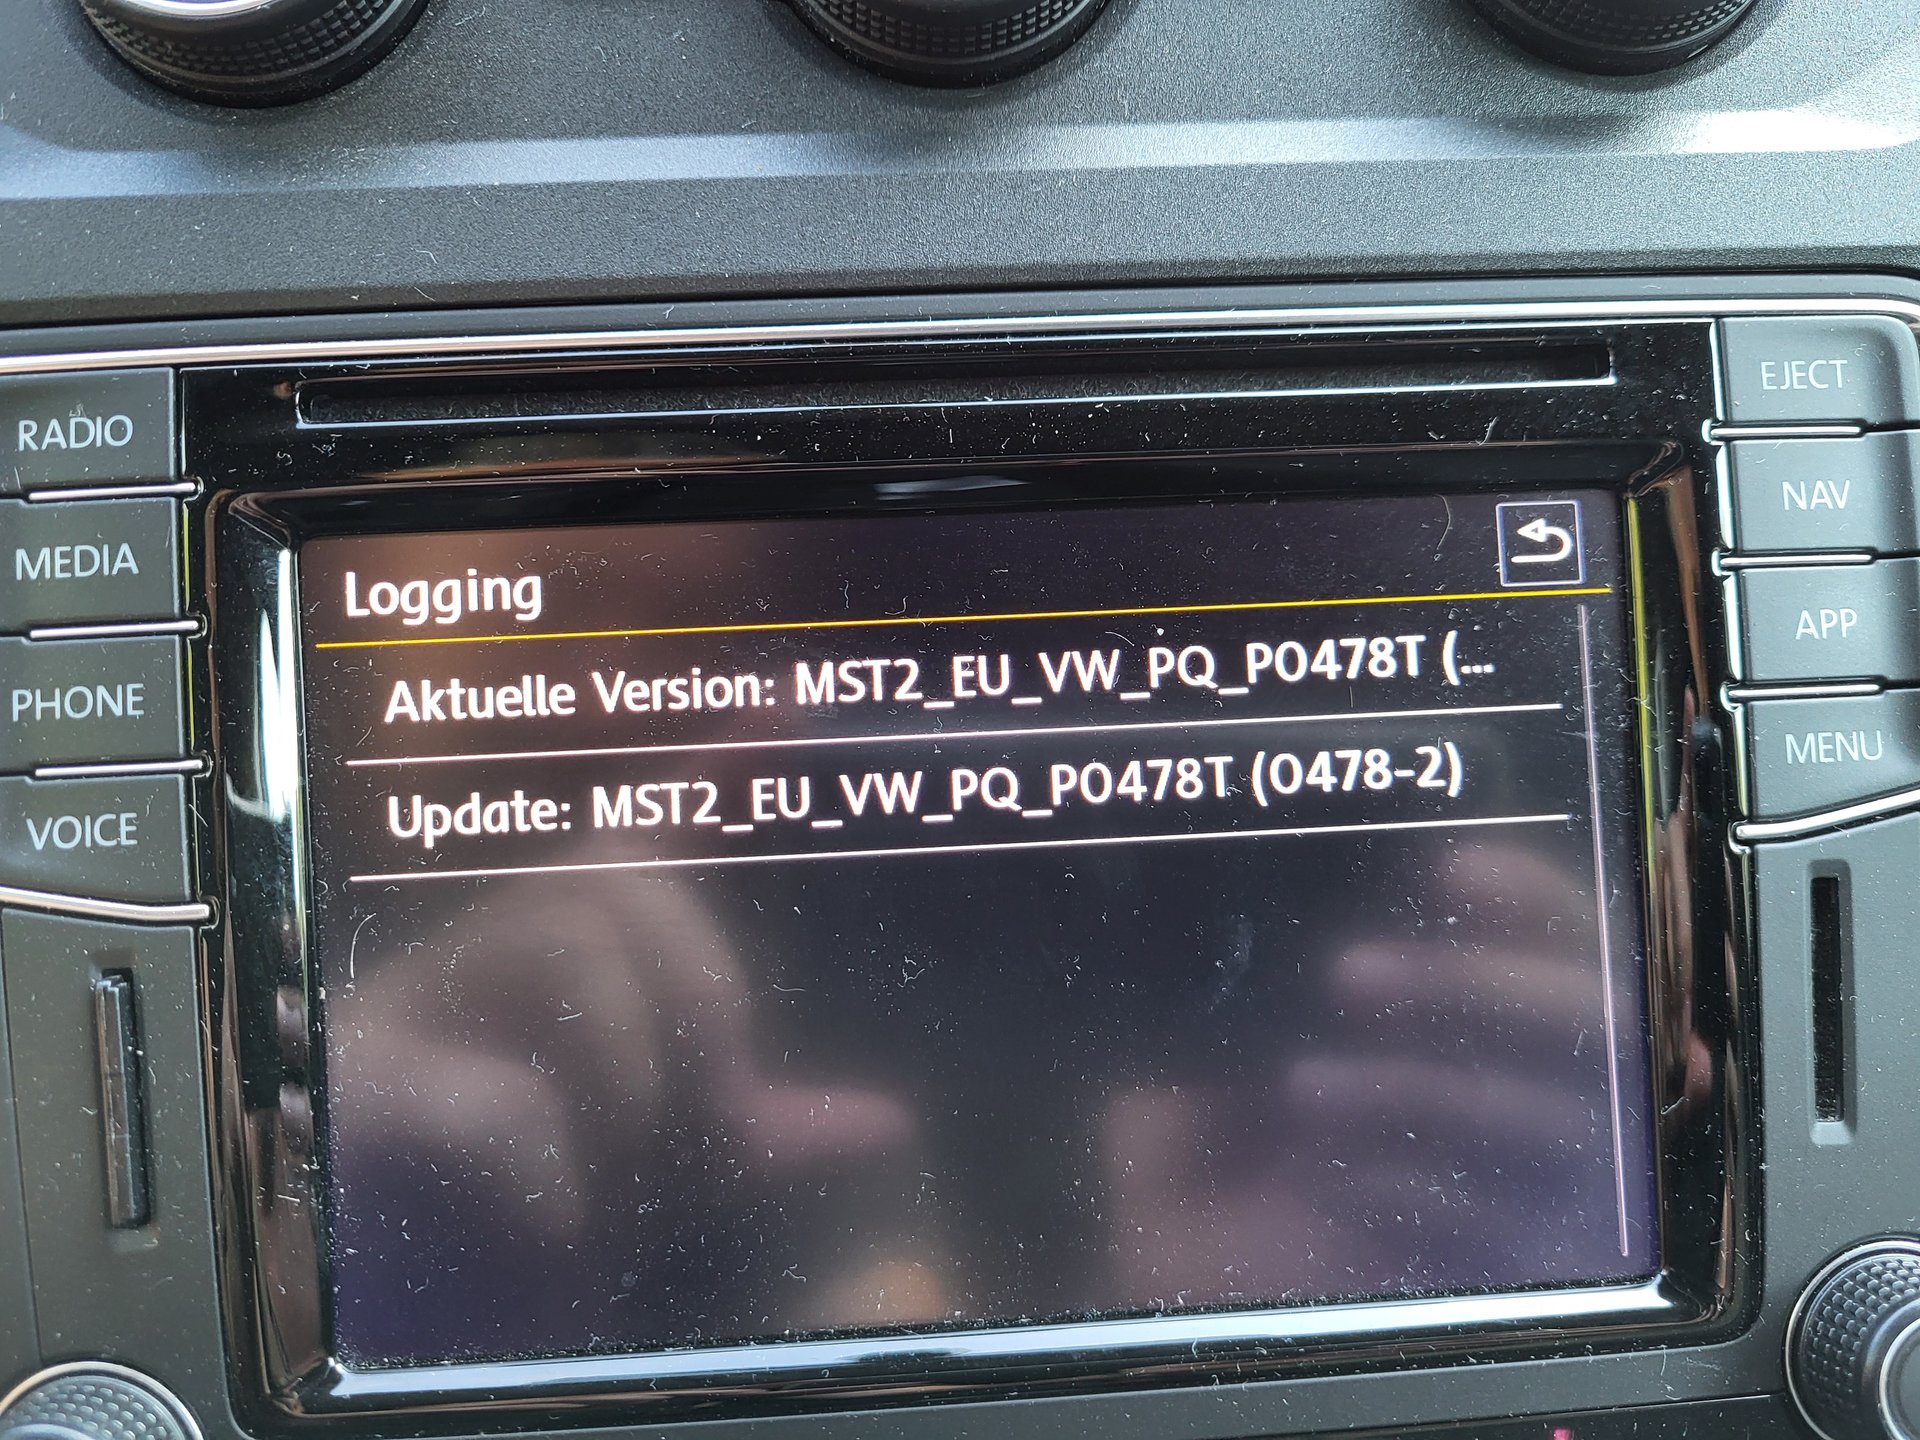 RADIO
MEDIA
PHONE
VOICE
Logging
Aktuelle Version: MST2_EU_VW_PQ_P0478T (...
Update: MST2_EU_VW_PQ_P0478T (0478-2)
EJECT
NAV
APP
MENU